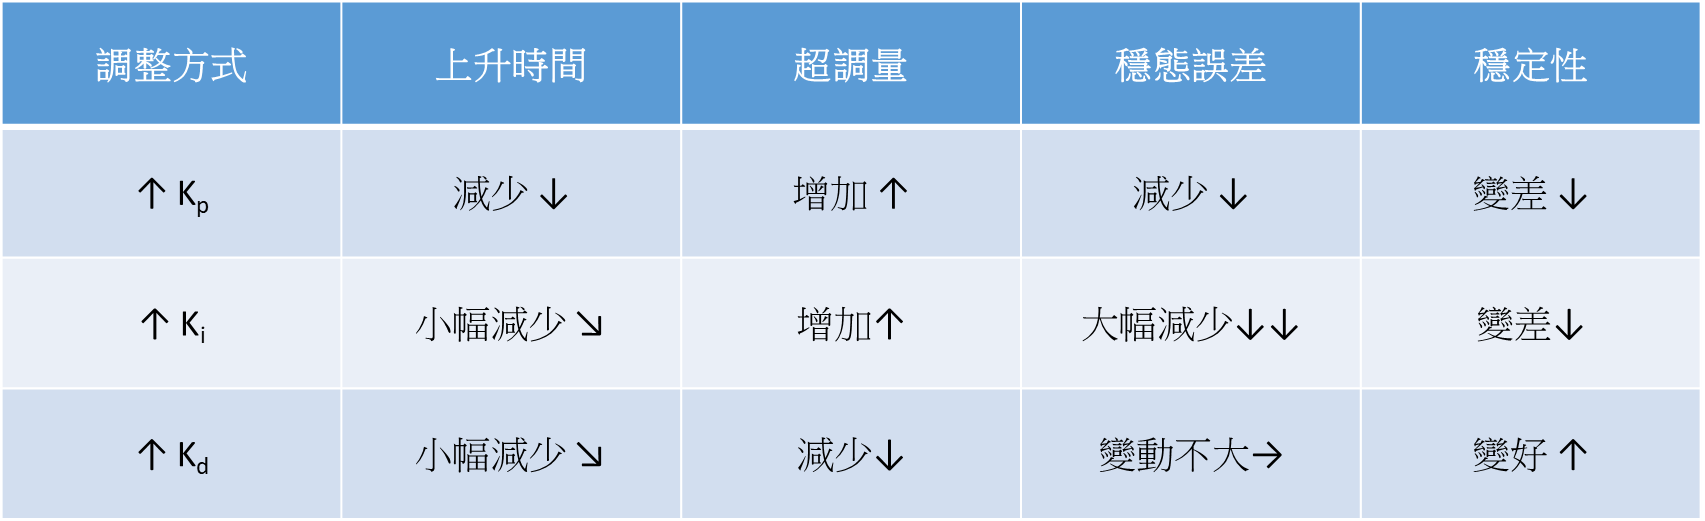 調整方式 上升時間 超調量 穩態誤差 穩定性
↑ Kp 減少 ↓ 增加 ↑ 減少 ↓ 變差 ↓
↑ Ki 小幅減少 ↘ 增加↑ 大幅減少↓↓ 變差↓
↑ Kd 小幅減少 ↘ 減少↓ 變動不大→ 變好 ↑